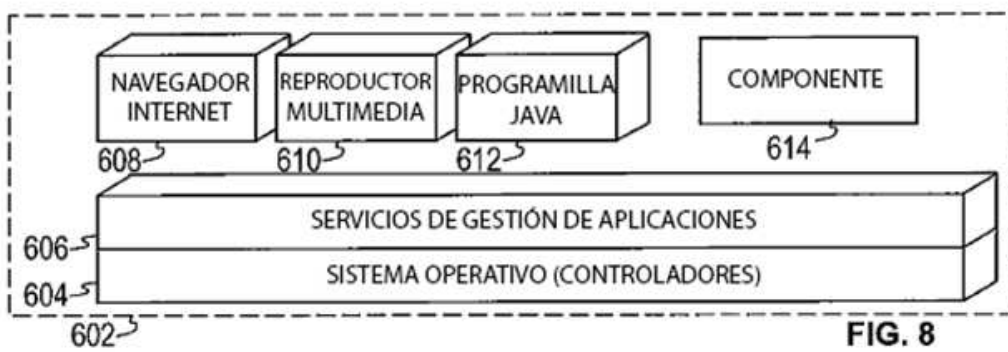 NAVEGADOR
INTERNET
608
REPRODUCTOR
MULTIMEDIA
610
PROGRAMILLA
JAVA
612
COMPONENTE
614
SERVICIOS DE GESTIÓN DE APLICACIONES
606
SISTEMA OPERATIVO (CONTROLADORES)
604
602
FIG. 8